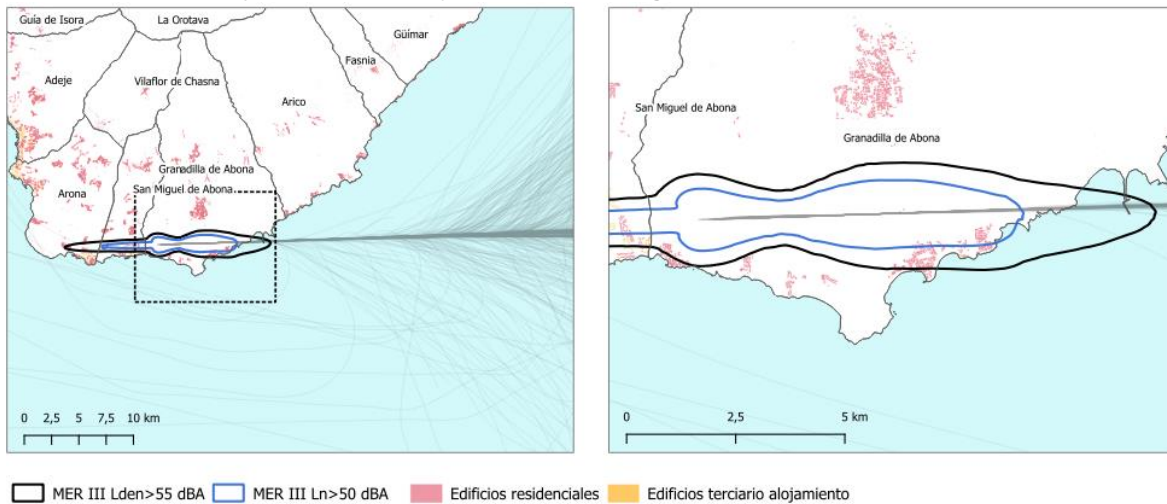 Guía de Isora
La Orotava
Güimar
Fasnia
Adeje
Vilaflor de Chasna
Arico
Granadilla de Abona
San Miguel de Abona
Arona
0 2,5 5 7,5 10 km
San Miguel de Abona
Granadilla de Abona
0 2,5 5 km
MER III Lden>55 dBA MER III Ln>50 dBA Edificios residenciales Edificios terciario alojamiento